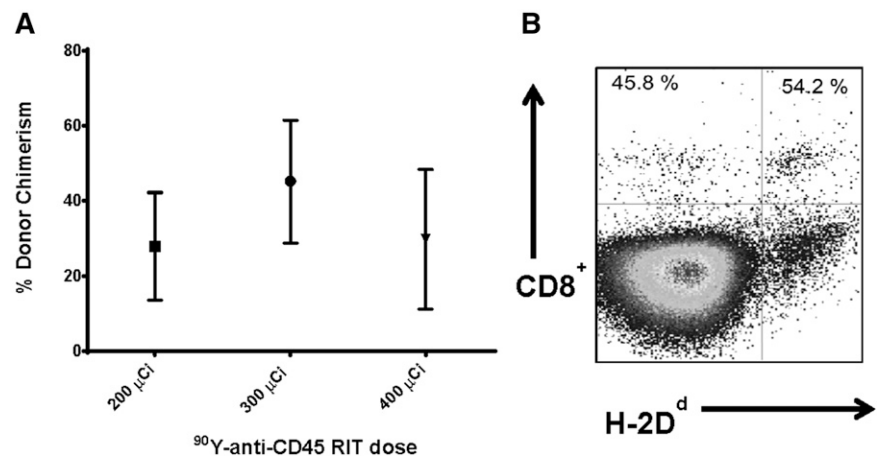 A
80
60
40
20
0
% Donor Chimerism
200 μCi
300 μCi
400 μCi
⁹⁰Y-anti-CD45 RIT dose
B
45.8 %
54.2 %
CD8⁺
H-2Dᵈ